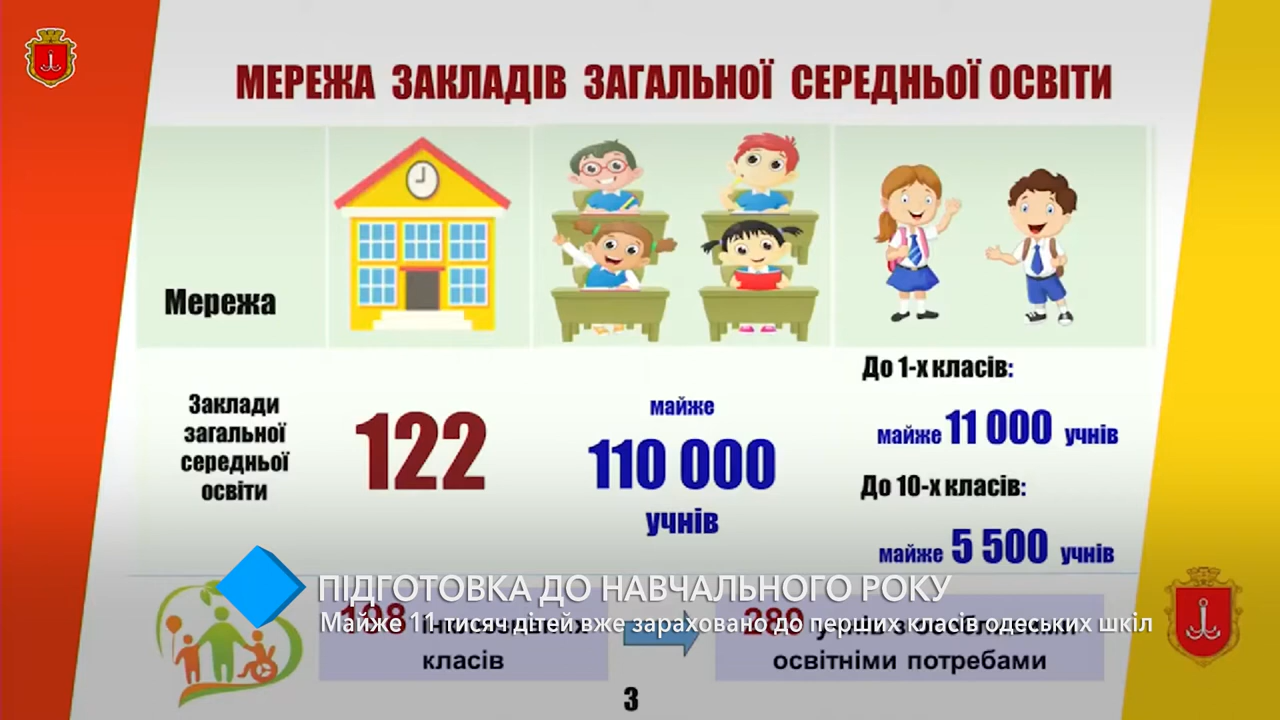 МЕРЕЖА ЗАКЛАДІВ ЗАГАЛЬНОЇ СЕРЕДНЬОЇ ОСВІТИ
Мережа
Заклади
загальної
середньої
освіти
122
майже
110 000
учнів
До 1-х класів:
майже 11 000 учнів
До 10-х класів:
майже 5 500 учнів
ПІДГОТОВКА ДО НАВЧАЛЬНОГО РОКУ
Майже 11 тисяч дітей вже зараховано до перших класів одеських шкіл
класів
освітніми потребами
3